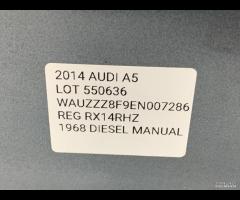 2014 AUDI A5
LOT 550636
WAUZZZ8F9EN007286
REG RX14RHZ
1968 DIESEL MANUAL